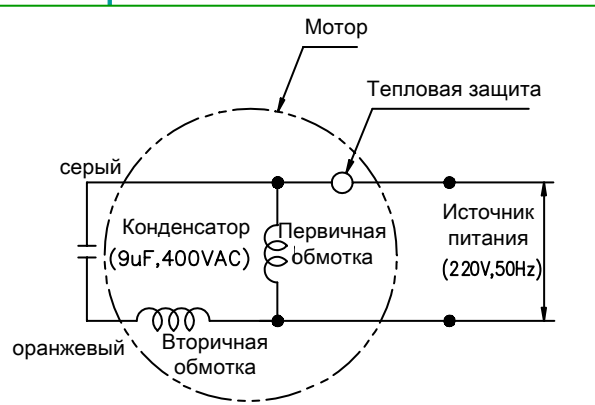 Мотор
Тепловая защита
серый
Конденсатор
(9uF,400VAC)
Первичная
обмотка
Источник
питания
(220V,50Hz)
оранжевый
Вторичная
обмотка